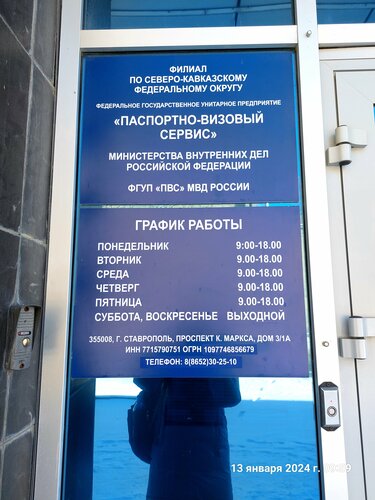 ФИЛИАЛ
ПО СЕВЕРО-КАВКАЗСКОМУ
ФЕДЕРАЛЬНОМУ ОКРУГУ
ФЕДЕРАЛЬНОЕ ГОСУДАРСТВЕННОЕ УНИТАРНОЕ ПРЕДПРИЯТИЕ
«ПАСПОРТНО-ВИЗОВЫЙ
СЕРВИС»
МИНИСТЕРСТВА ВНУТРЕННИХ ДЕЛ
РОССИЙСКОЙ ФЕДЕРАЦИИ
ФГУП «ПВС» МВД РОССИИ
ГРАФИК РАБОТЫ
ПОНЕДЕЛЬНИК 9:00-18.00
ВТОРНИК 9.00-18.00
СРЕДА 9.00-18.00
ЧЕТВЕРГ 9.00-18.00
ПЯТНИЦА 9.00-18.00
СУББОТА, ВОСКРЕСЕНЬЕ ВЫХОДНОЙ
355008, Г. СТАВРОПОЛЬ, ПРОСПЕКТ К. МАРКСА, ДОМ 3/1А
ИНН 7715790751 ОГРН 1097746856679
ТЕЛЕФОН: 8(8652)30-25-10
13 января 2024 г.